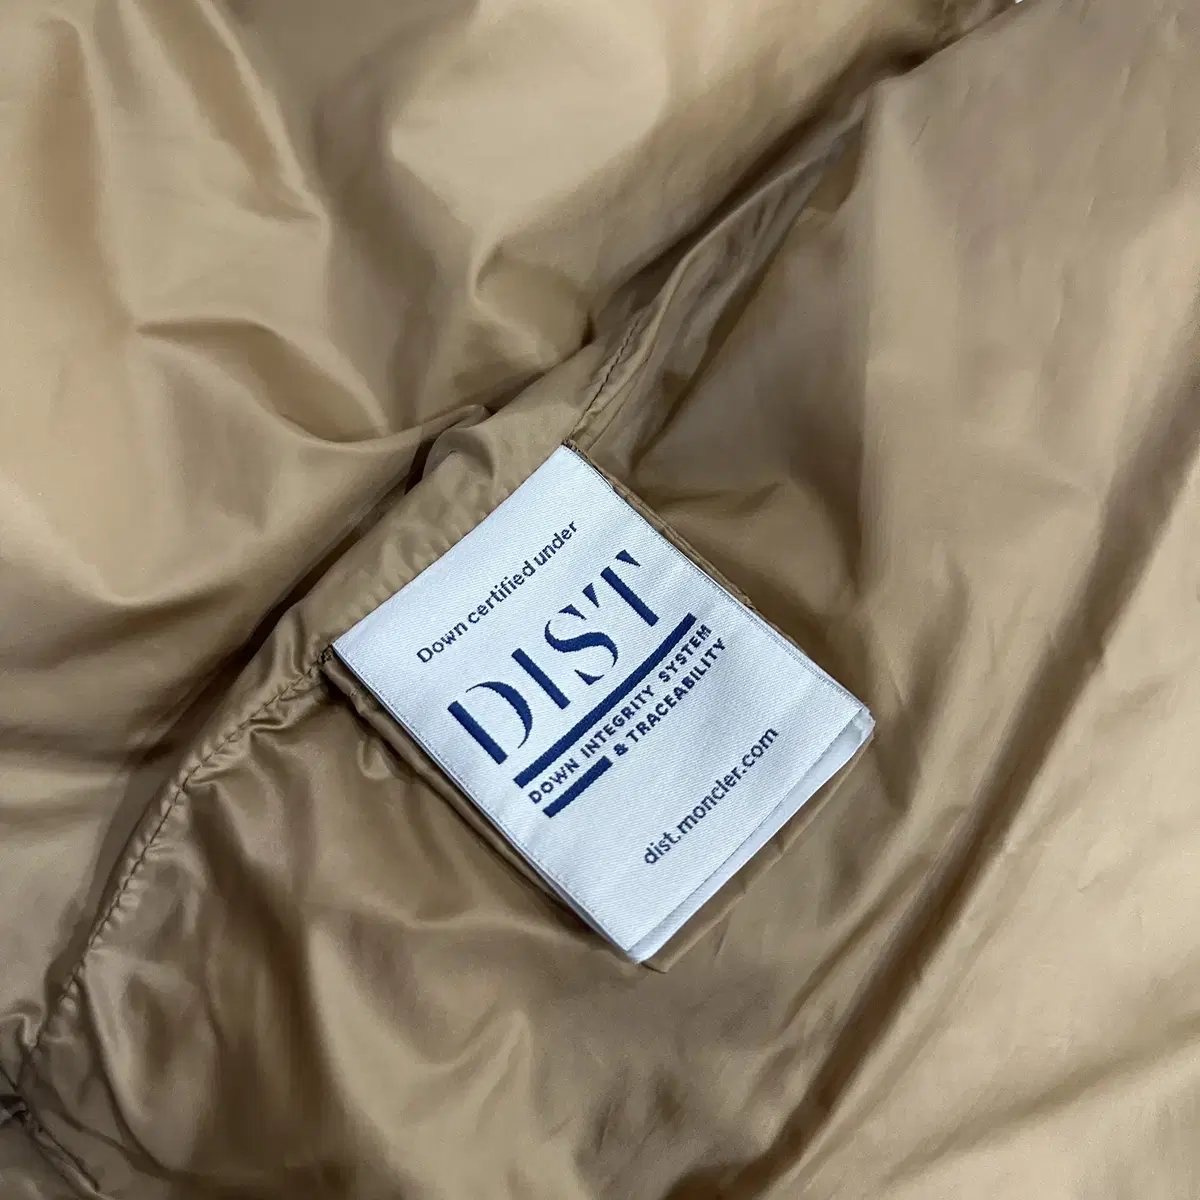 Down certified under
DIST
DOWN INTEGRITY SYSTEM
& TRACEABILITY
dist.moncler.com